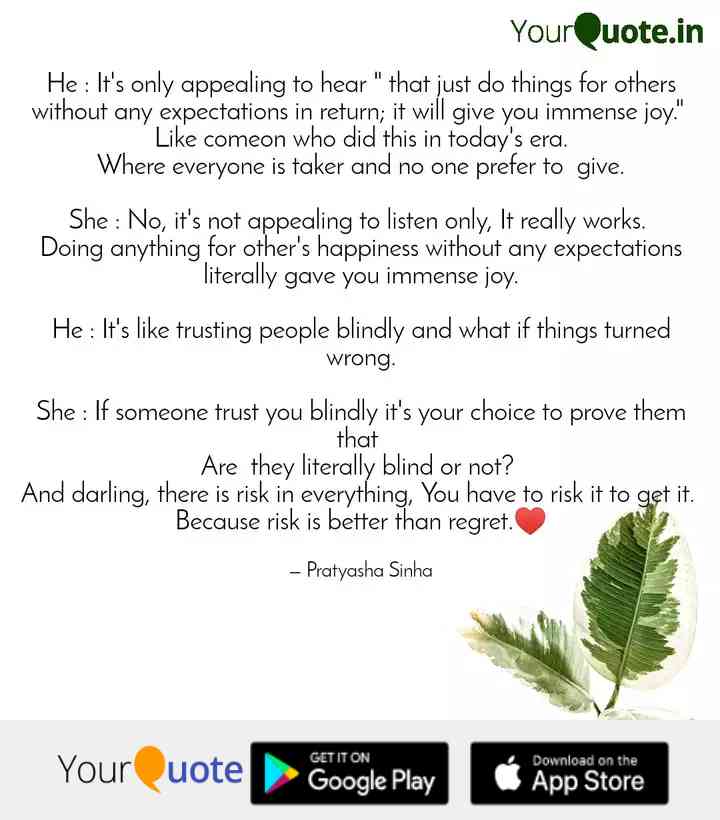 YourQuote.in
He : It's only appealing to hear " that just do things for others
without any expectations in return; it will give you immense joy."
Like comeon who did this in today's era.
Where everyone is taker and no one prefer to give.
She : No, it's not appealing to listen only, It really works.
Doing anything for other's happiness without any expectations
literally gave you immense joy.
He : It's like trusting people blindly and what if things turned
wrong.
She : If someone trust you blindly it's your choice to prove them
that
Are they literally blind or not?
And darling, there is risk in everything, You have to risk it to get it.
Because risk is better than regret.♥
– Pratyasha Sinha
YourQuote
GET IT ON
Google Play
Download on the
App Store